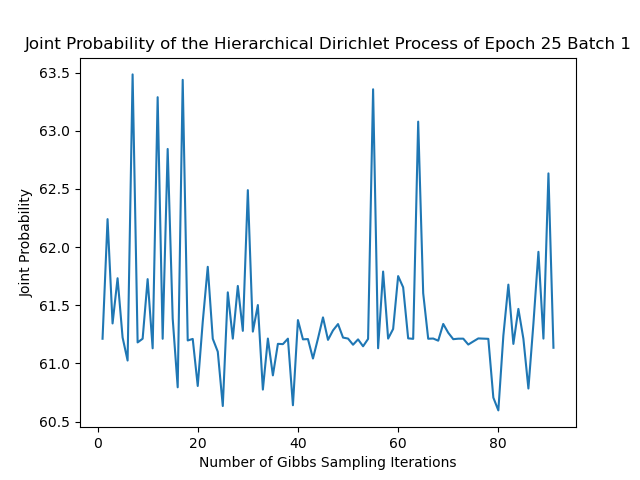 Joint Probability of the Hierarchical Dirichlet Process of Epoch 25 Batch 1
63.5
63.0
62.5
62.0
61.5
61.0
60.5
Joint Probability
0 20 40 60 80
Number of Gibbs Sampling Iterations